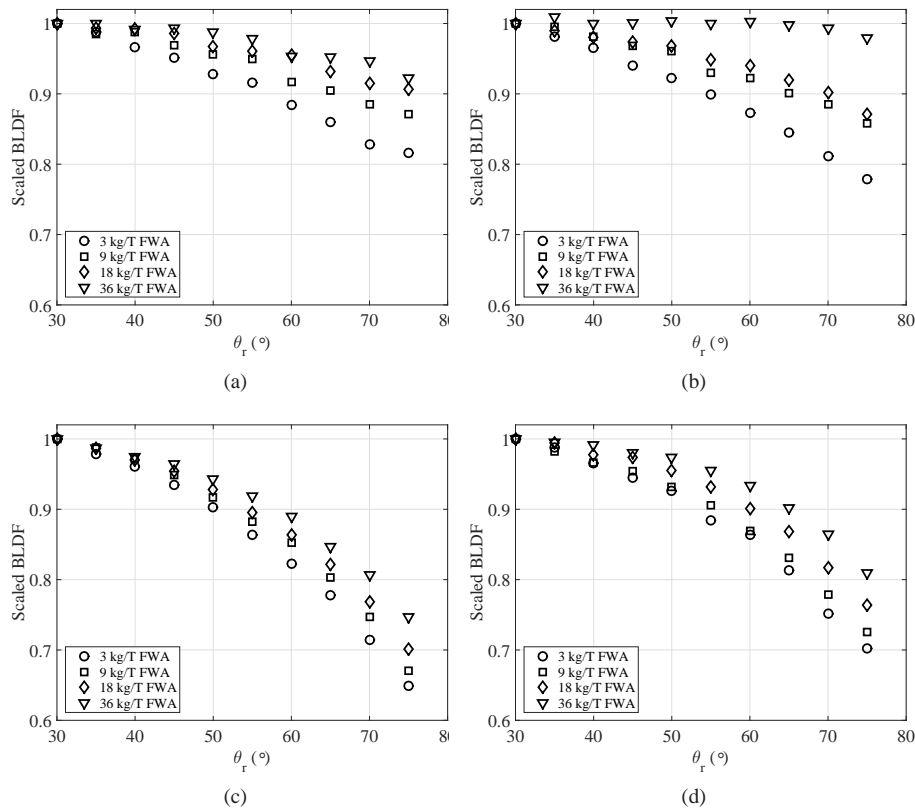 1
0.9
0.8
0.7
0.6
Scaled BLDF
3 kg/T FWA
9 kg/T FWA
18 kg/T FWA
36 kg/T FWA
30 40 50 60 70 80
θr (°)
(a)
1
0.9
0.8
0.7
0.6
Scaled BLDF
3 kg/T FWA
9 kg/T FWA
18 kg/T FWA
36 kg/T FWA
30 40 50 60 70 80
θr (°)
(b)
1
0.9
0.8
0.7
0.6
Scaled BLDF
3 kg/T FWA
9 kg/T FWA
18 kg/T FWA
36 kg/T FWA
30 40 50 60 70 80
θr (°)
(c)
1
0.9
0.8
0.7
0.6
Scaled BLDF
3 kg/T FWA
9 kg/T FWA
18 kg/T FWA
36 kg/T FWA
30 40 50 60 70 80
θr (°)
(d)